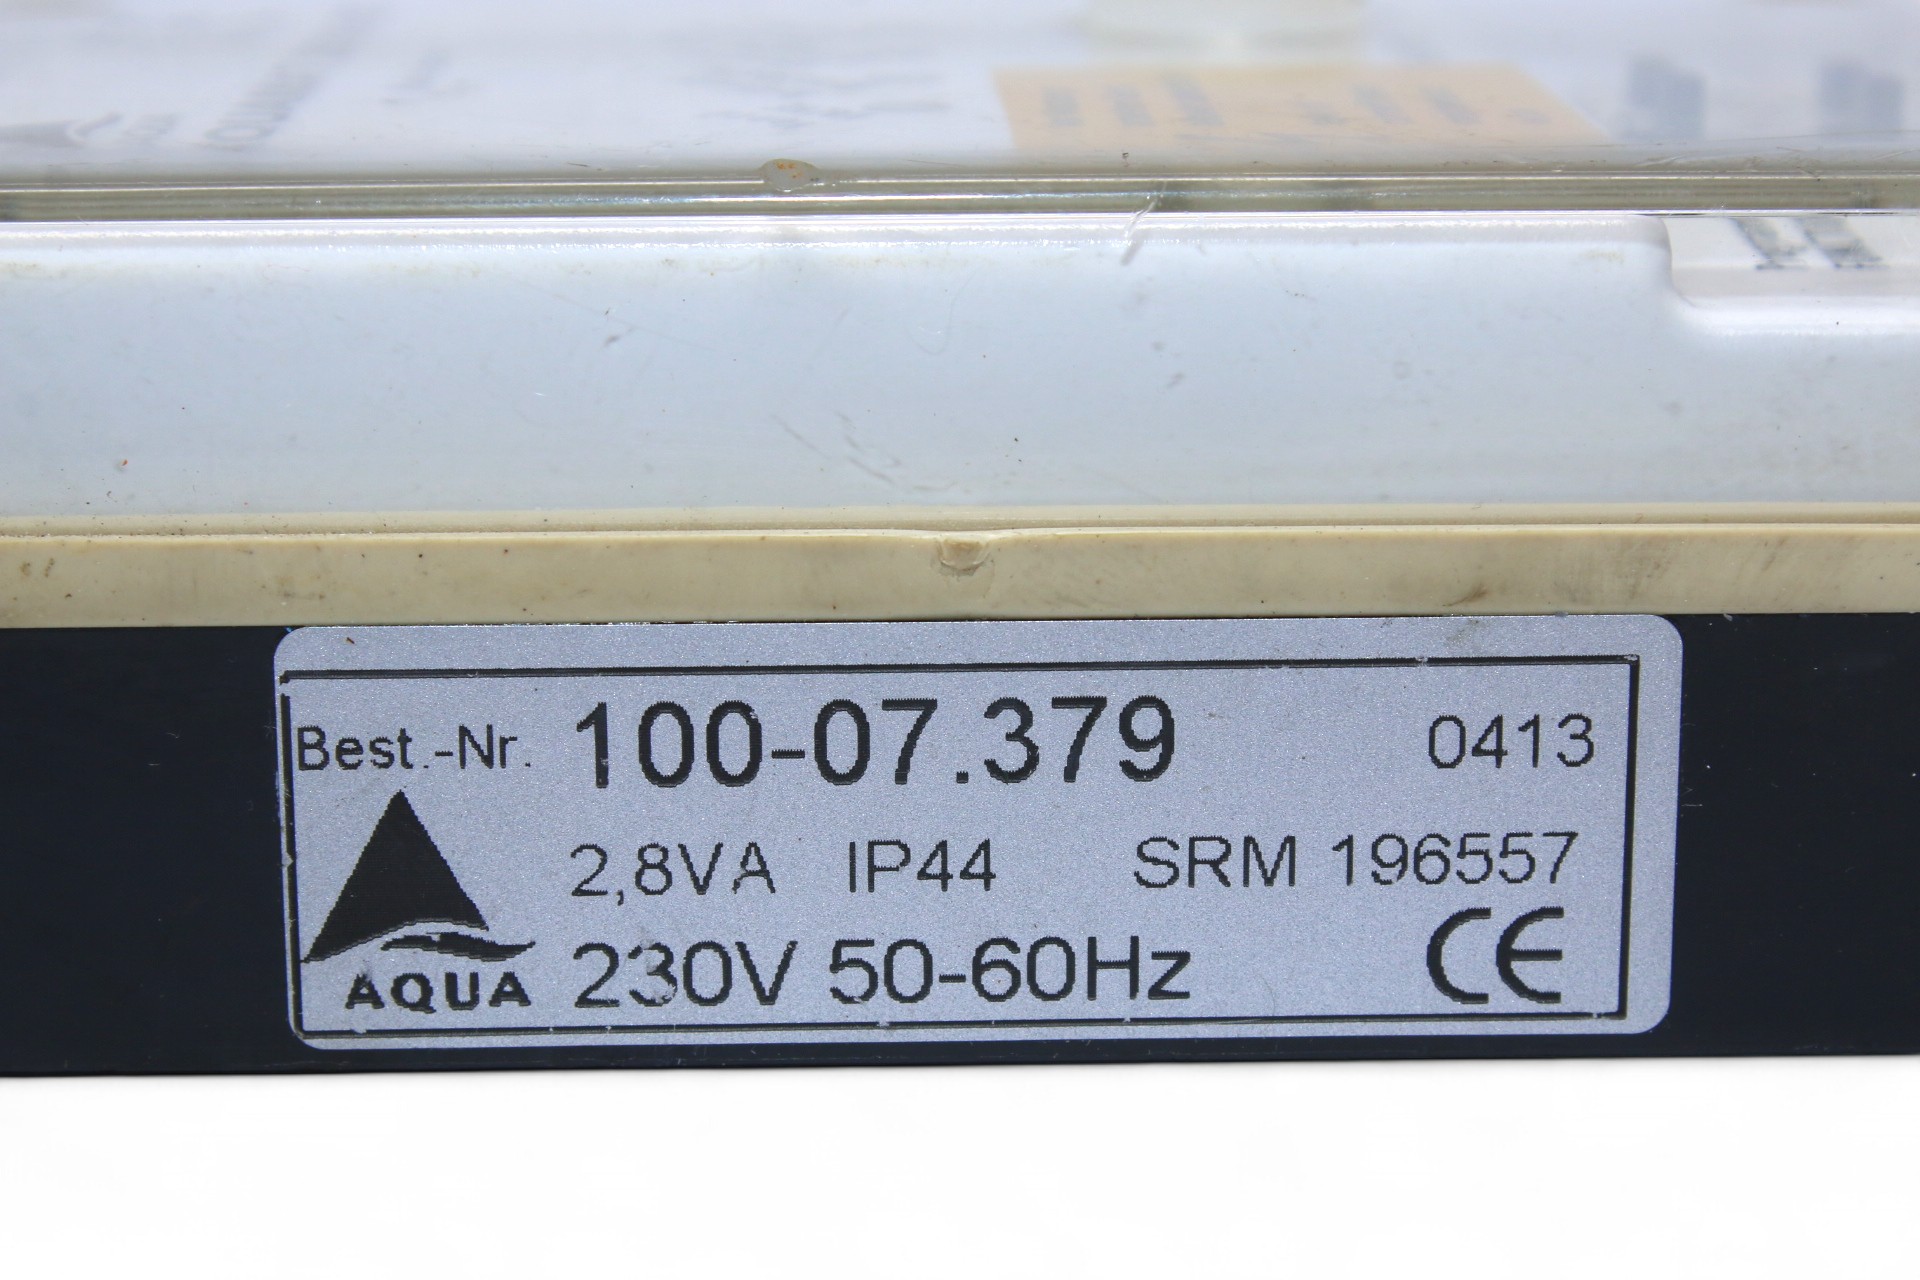 Best.-Nr. 100-07.379 0413
2,8VA IP44 SRM 196557
AQUA 230V 50-60Hz CE